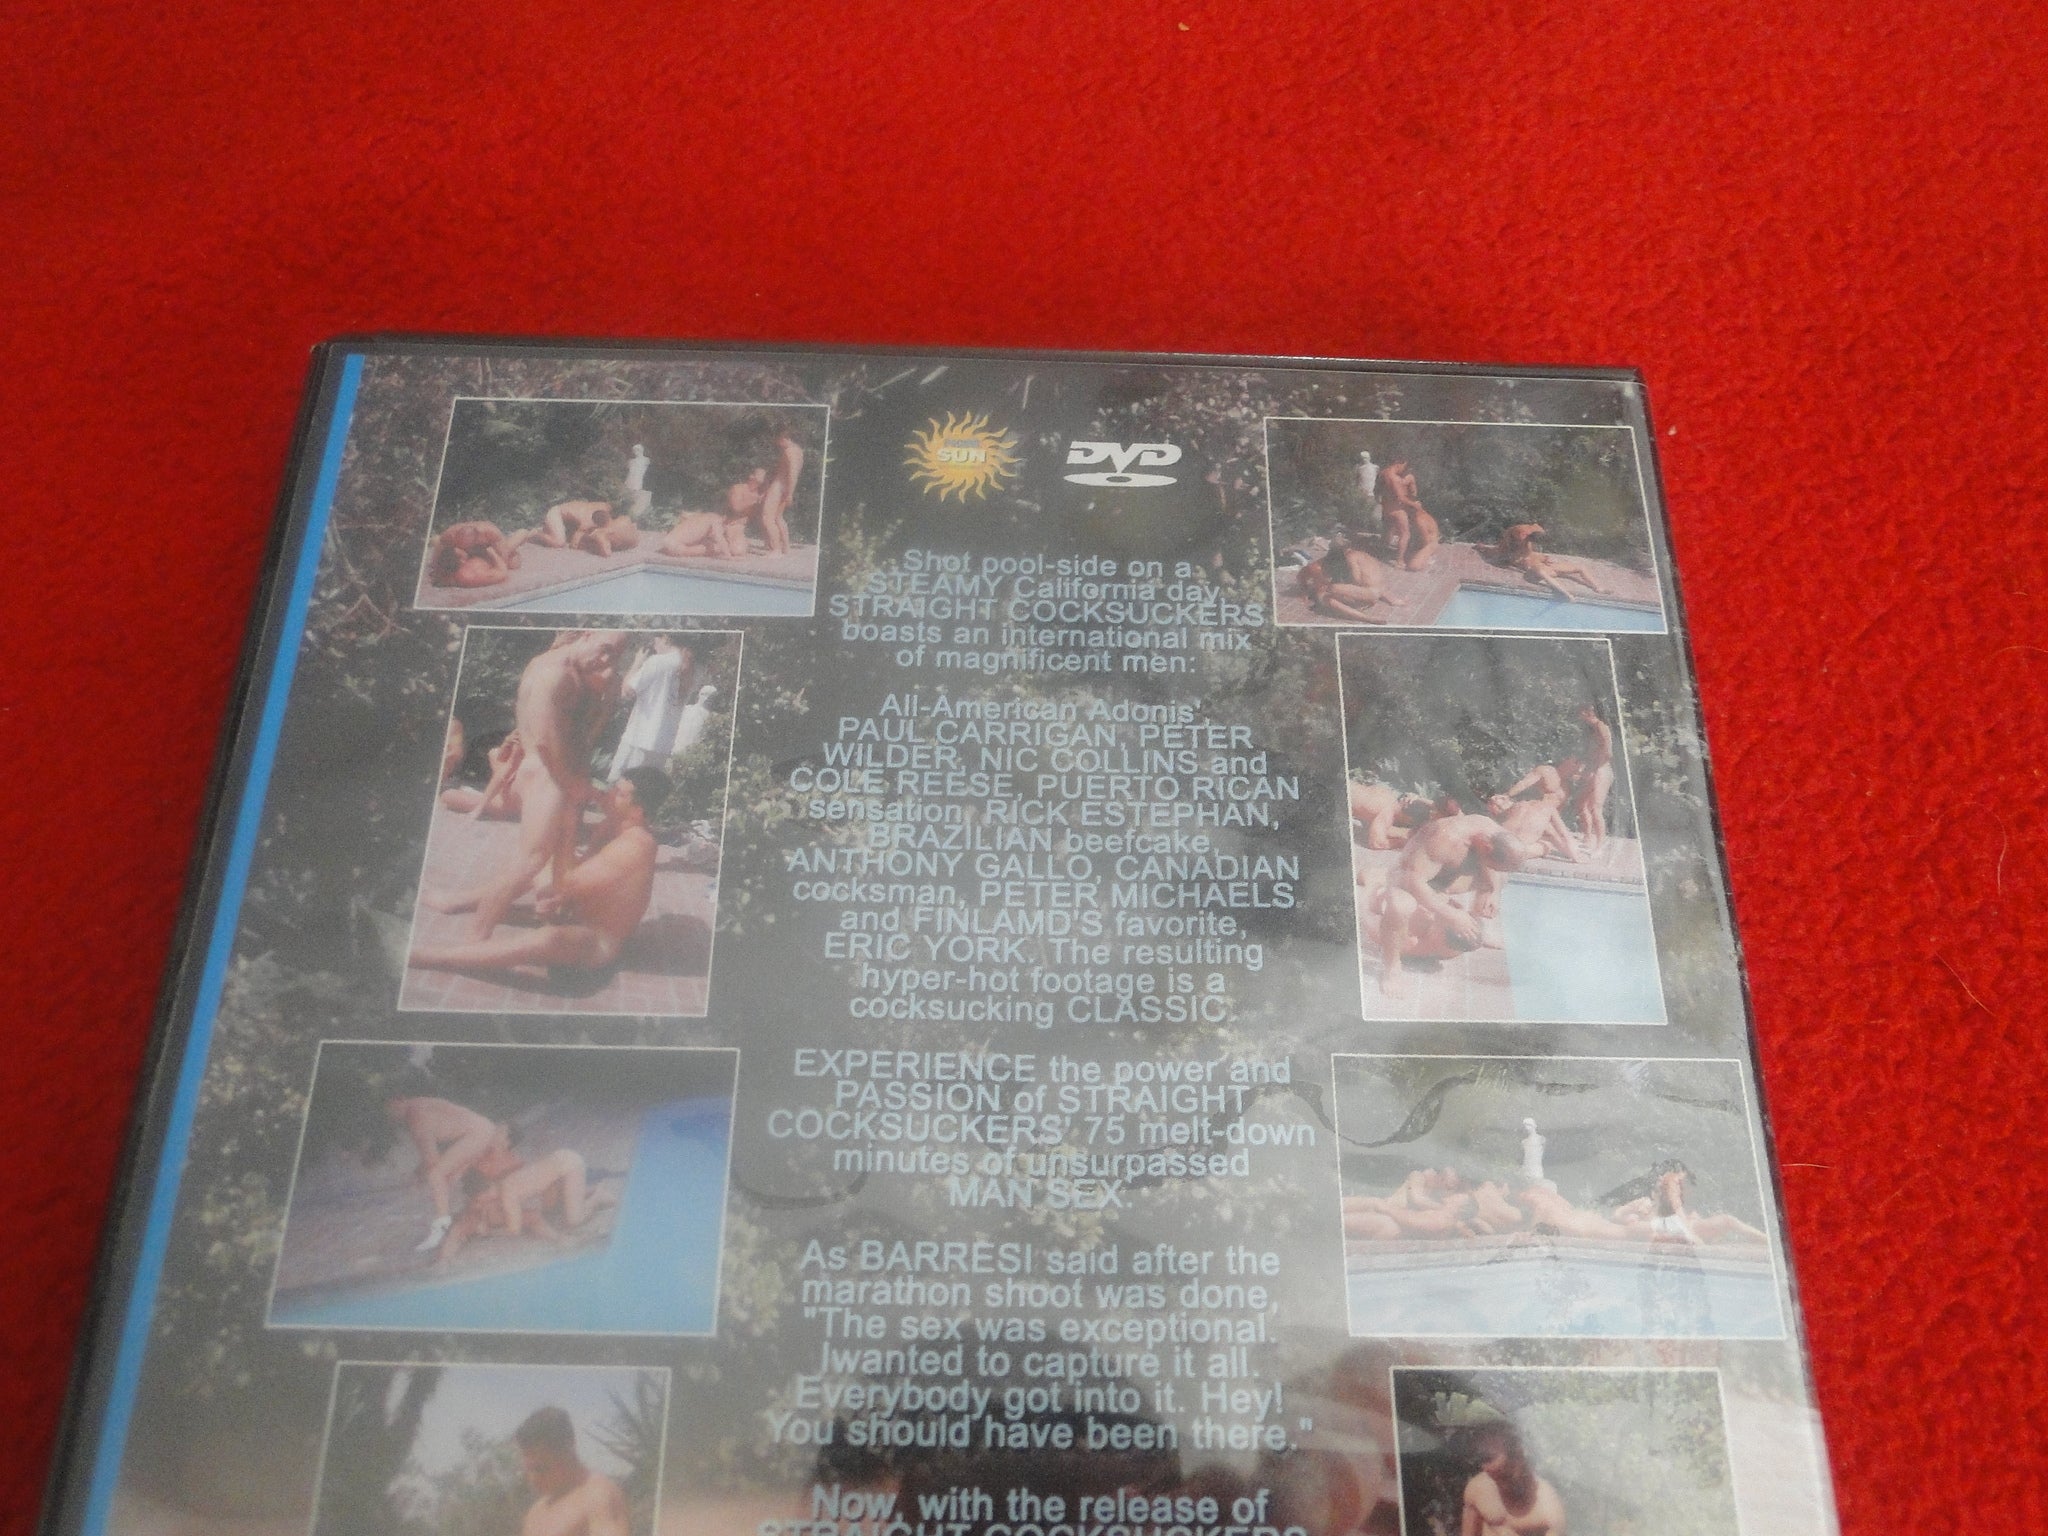 SUN
DVD
Shot pool-side on a
STEAMY California day,
STRAIGHT COCKSUCKERS
boasts an international mix
of magnificent men:
All-American Adonis',
PAUL CARRIGAN, PETER
WILDER, NIC COLLINS and
COLE REESE, PUERTO RICAN
sensation, RICK ESTEPHAN,
BRAZILIAN beefcake,
ANTHONY GALLO, CANADIAN
cocksman, PETER MICHAELS
and FINLAMD'S favorite,
ERIC YORK. The resulting
hyper-hot footage is a
cocksucking CLASSIC.
EXPERIENCE the power and
PASSION of STRAIGHT
COCKSUCKERS' 75 melt-down
minutes of unsurpassed
MAN SEX.
As BARRESI said after the
marathon shoot was done,
"The sex was exceptional.
Iwanted to capture it all.
Everybody got into it. Hey!
You should have been there."
Now, with the release of
STRAIGHT COCKSUCKERS